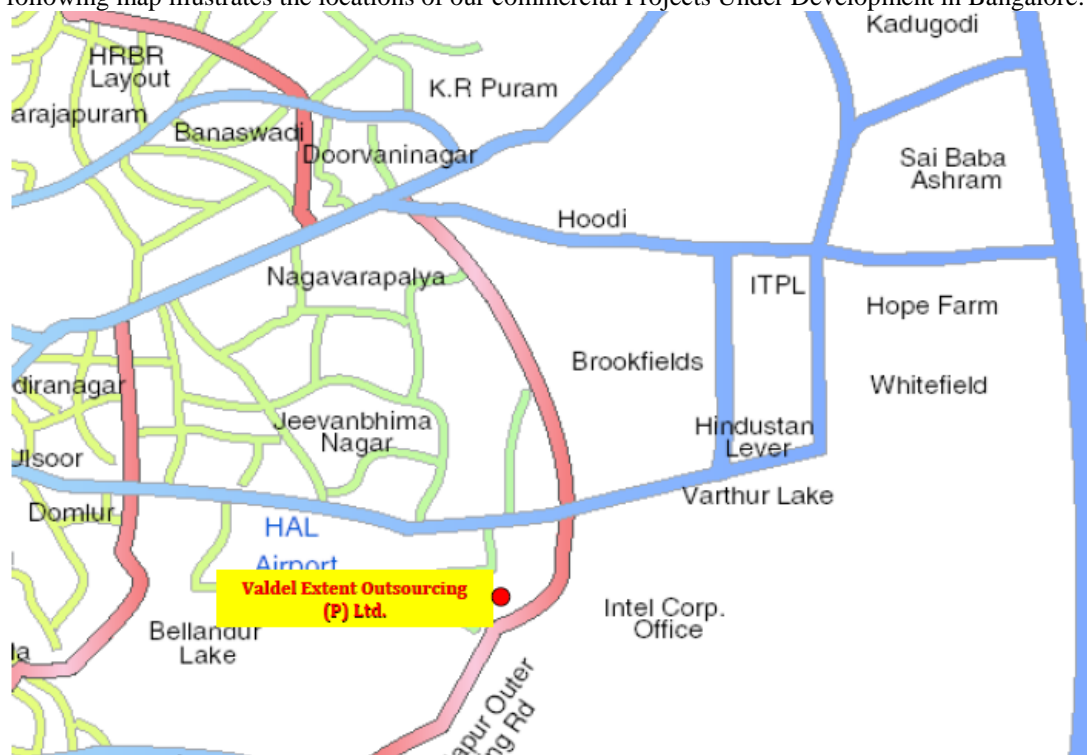 following map illustrates the locations of our commercial Projects Under Development in Bangalore.
Kadugodi
HRBR
Layout
K.R Puram
arajapuram
Banaswadi
Doorvaninagar
Sai Baba
Ashram
Hoodi
Nagavarapalya
ITPL
Hope Farm
Brookfields
diranagar
Whitefield
Jeevanbhima
Nagar
Hindustan
Lever
Ulsoor
Varthur Lake
Domlur
HAL
Airport
Valdel Extent Outsourcing
(P) Ltd.
Intel Corp.
Office
Bellandur
Lake
la
apur Outer
ng Rd